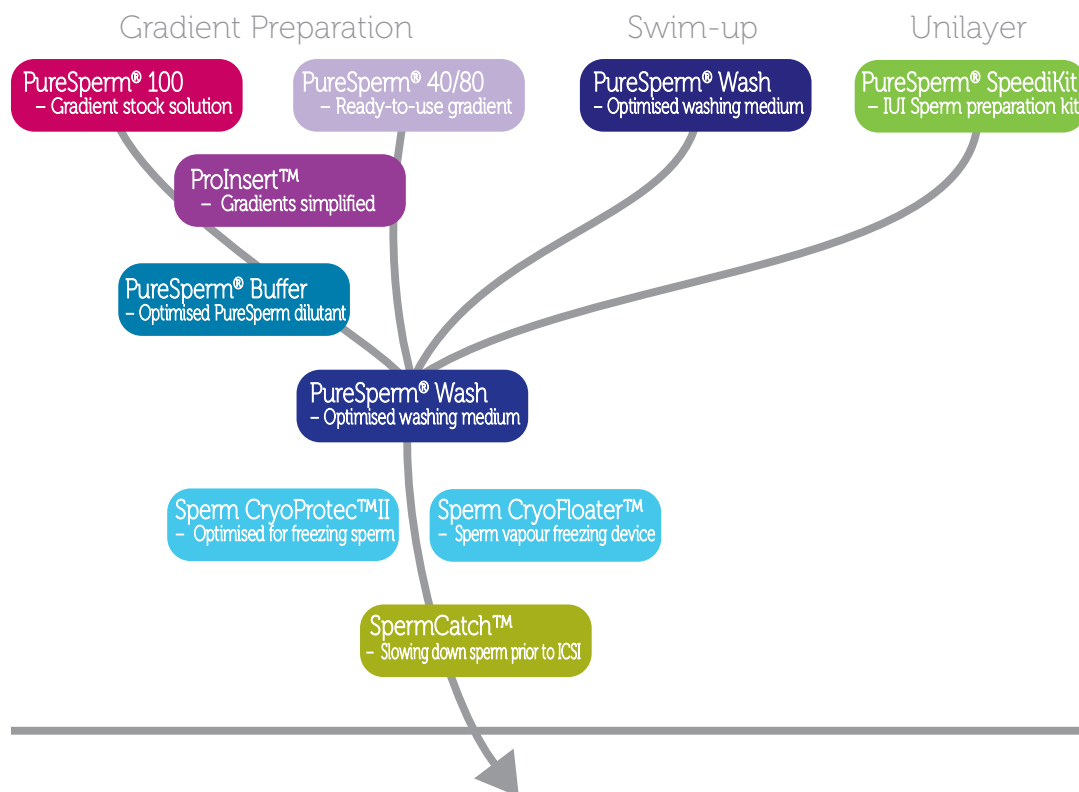 Gradient Preparation
Swim-up
Unilayer
PureSperm® 100
– Gradient stock solution
PureSperm® 40/80
– Ready-to-use gradient
PureSperm® Wash
– Optimised washing medium
PureSperm® SpeediKit
– IUI Sperm preparation kit
ProInsert™
– Gradients simplified
PureSperm® Buffer
– Optimised PureSperm dilutant
PureSperm® Wash
– Optimised washing medium
Sperm CryoProtec™II
– Optimised for freezing sperm
Sperm CryoFloater™
– Sperm vapour freezing device
SpermCatch™
– Slowing down sperm prior to ICSI